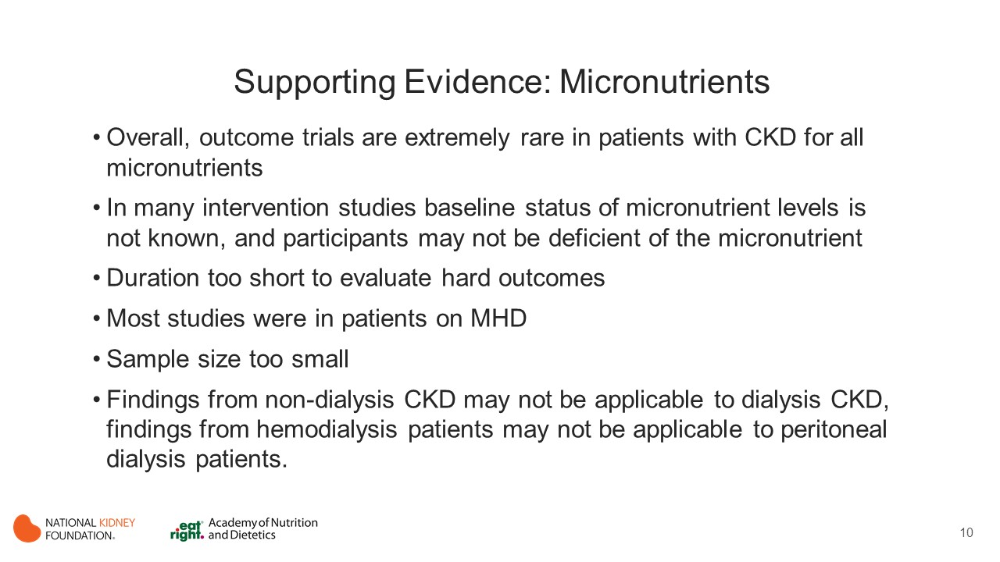 Supporting Evidence: Micronutrients
• Overall, outcome trials are extremely rare in patients with CKD for all
micronutrients
• In many intervention studies baseline status of micronutrient levels is
not known, and participants may not be deficient of the micronutrient
• Duration too short to evaluate hard outcomes
• Most studies were in patients on MHD
• Sample size too small
• Findings from non-dialysis CKD may not be applicable to dialysis CKD,
findings from hemodialysis patients may not be applicable to peritoneal
dialysis patients.
NATIONAL KIDNEY
FOUNDATION®
eat
right.
Academy of Nutrition
and Dietetics
10